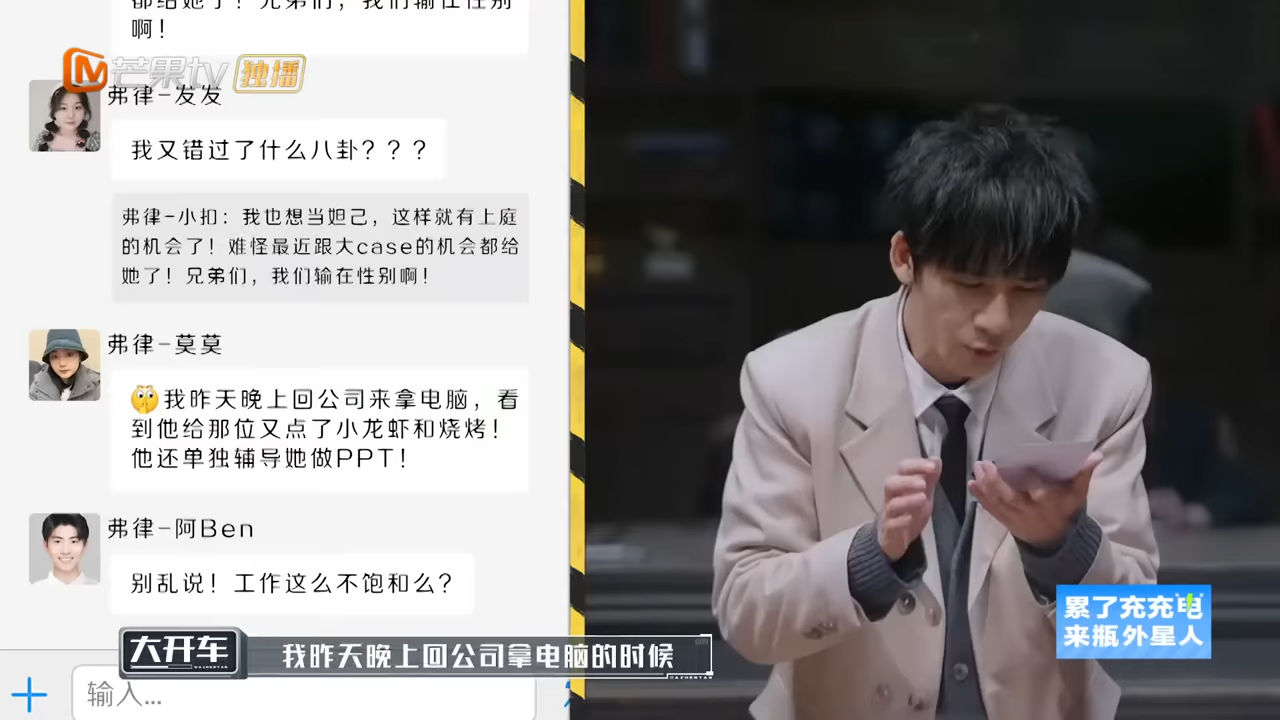 都给她了！兄弟们，我们输在性别
啊！
芒果tv 独播
弗律-发发
我又错过了什么八卦？？？
弗律-小扣：我也想当妲己，这样就有上庭
的机会了！难怪最近跟大case的机会都给
她了！兄弟们，我们输在性别啊！
弗律-莫莫
我昨天晚上回公司来拿电脑，看
到他给那位又点了小龙虾和烧烤！
他还单独辅导她做PPT！
弗律-阿Ben
别乱说！工作这么不饱和么？
大开车
我昨天晚上回公司拿电脑的时候
输入...
累了充充电
来瓶外星人